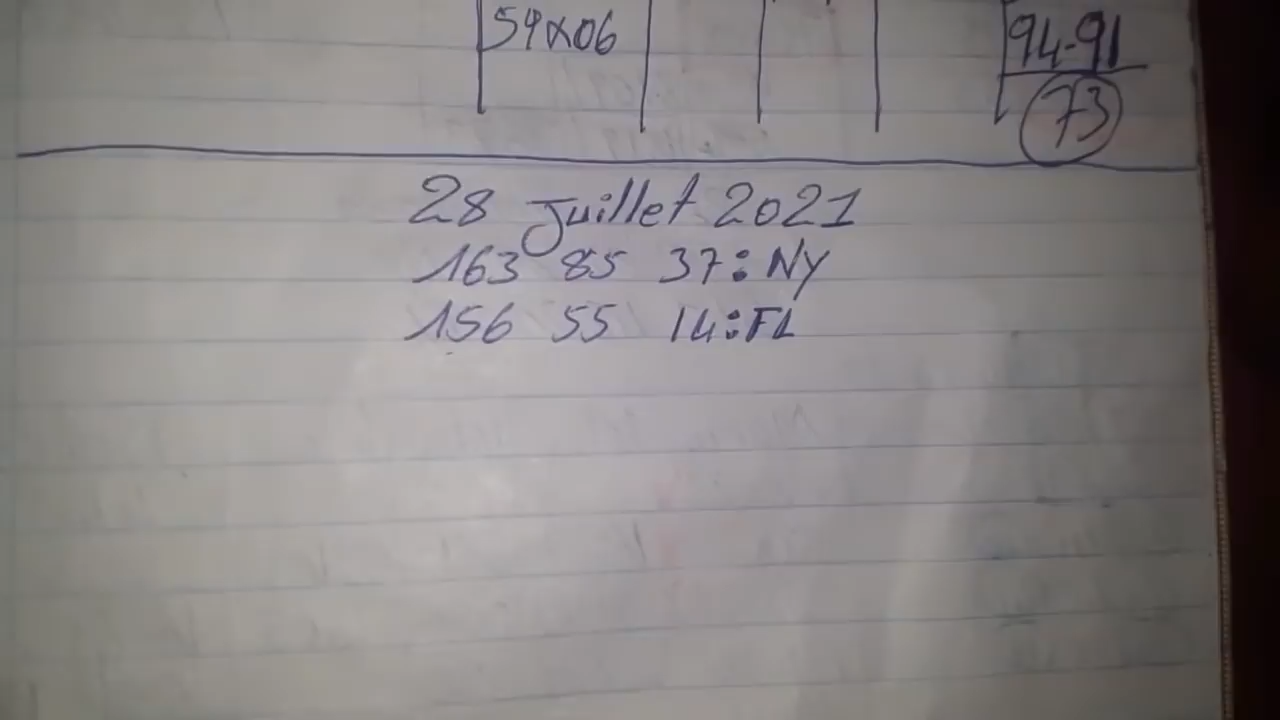 54x06
94-91
73
28 Juillet 2021
163 85 37: NY
156 55 14: FL